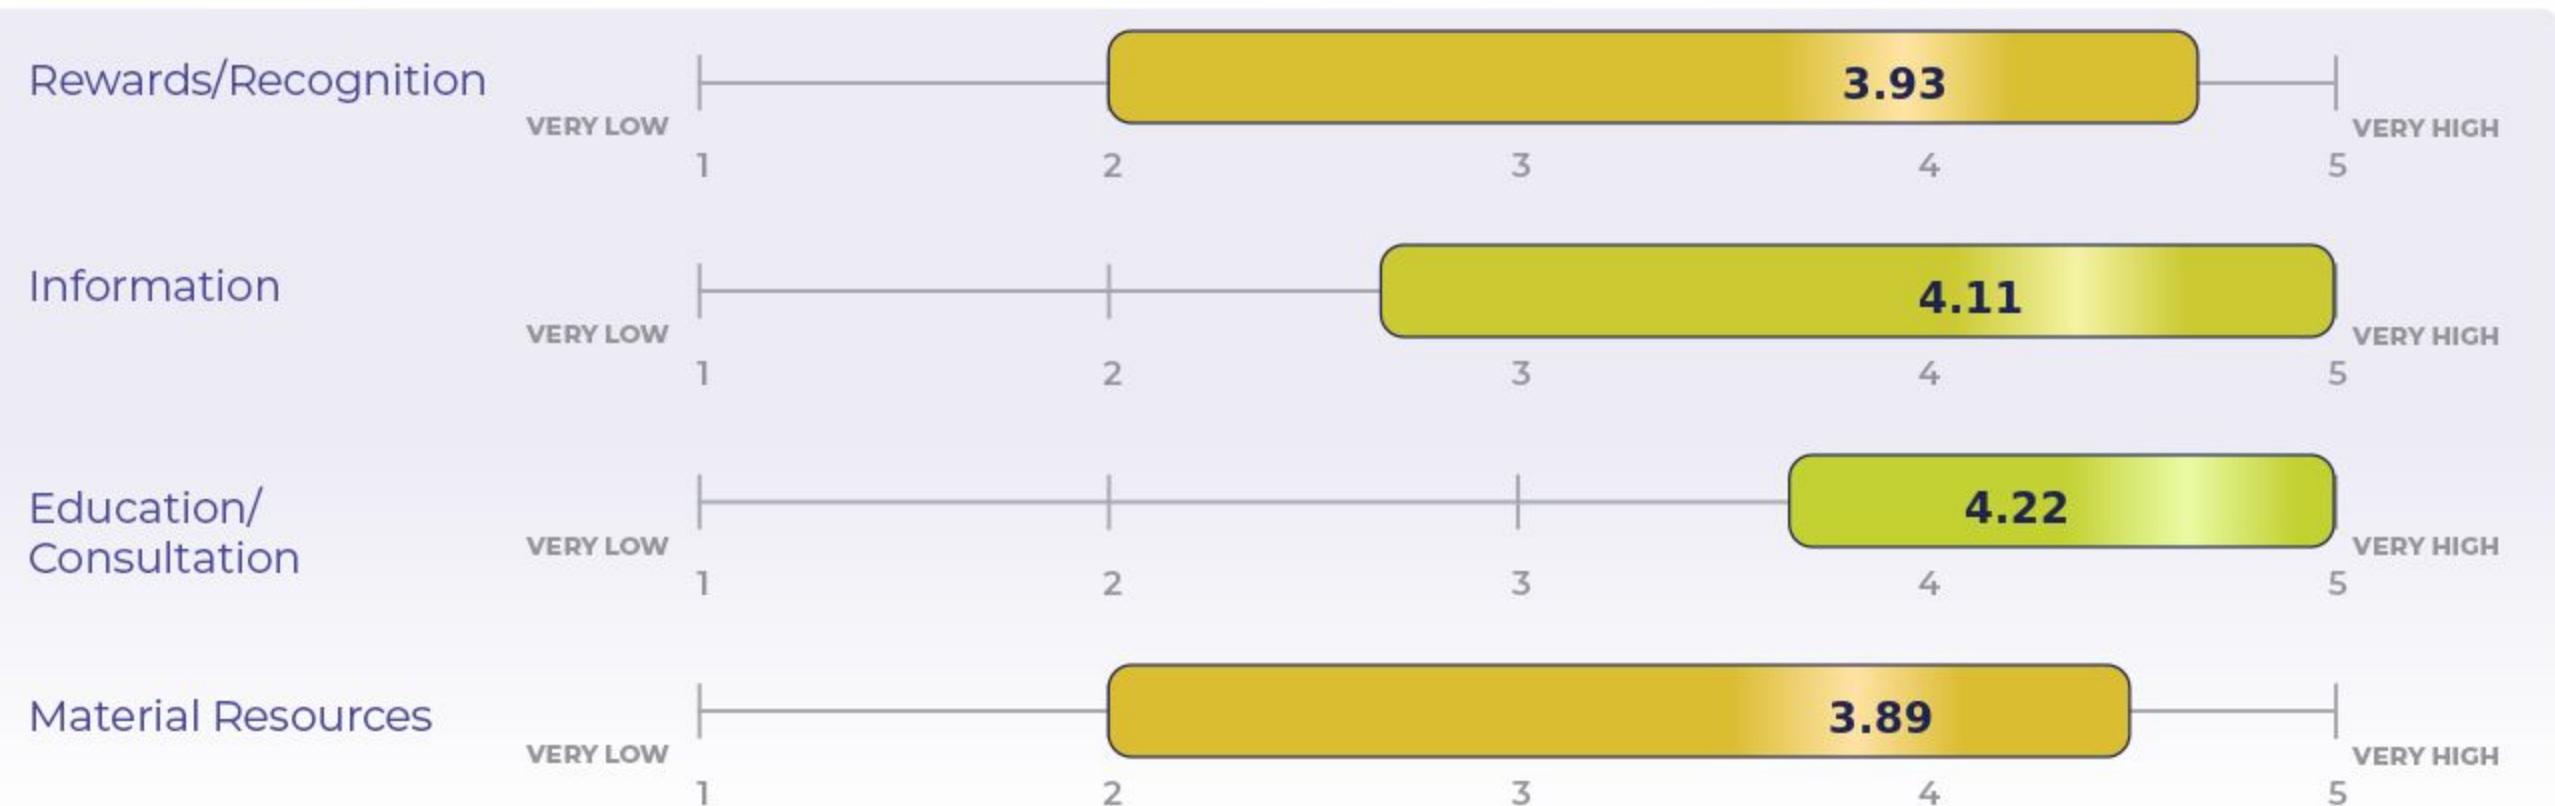 Rewards/Recognition
3.93
VERY LOW
VERY HIGH
1 2 3 4 5
Information
4.11
VERY LOW
VERY HIGH
1 2 3 4 5
Education/
Consultation
4.22
VERY LOW
VERY HIGH
1 2 3 4 5
Material Resources
3.89
VERY LOW
VERY HIGH
1 2 3 4 5